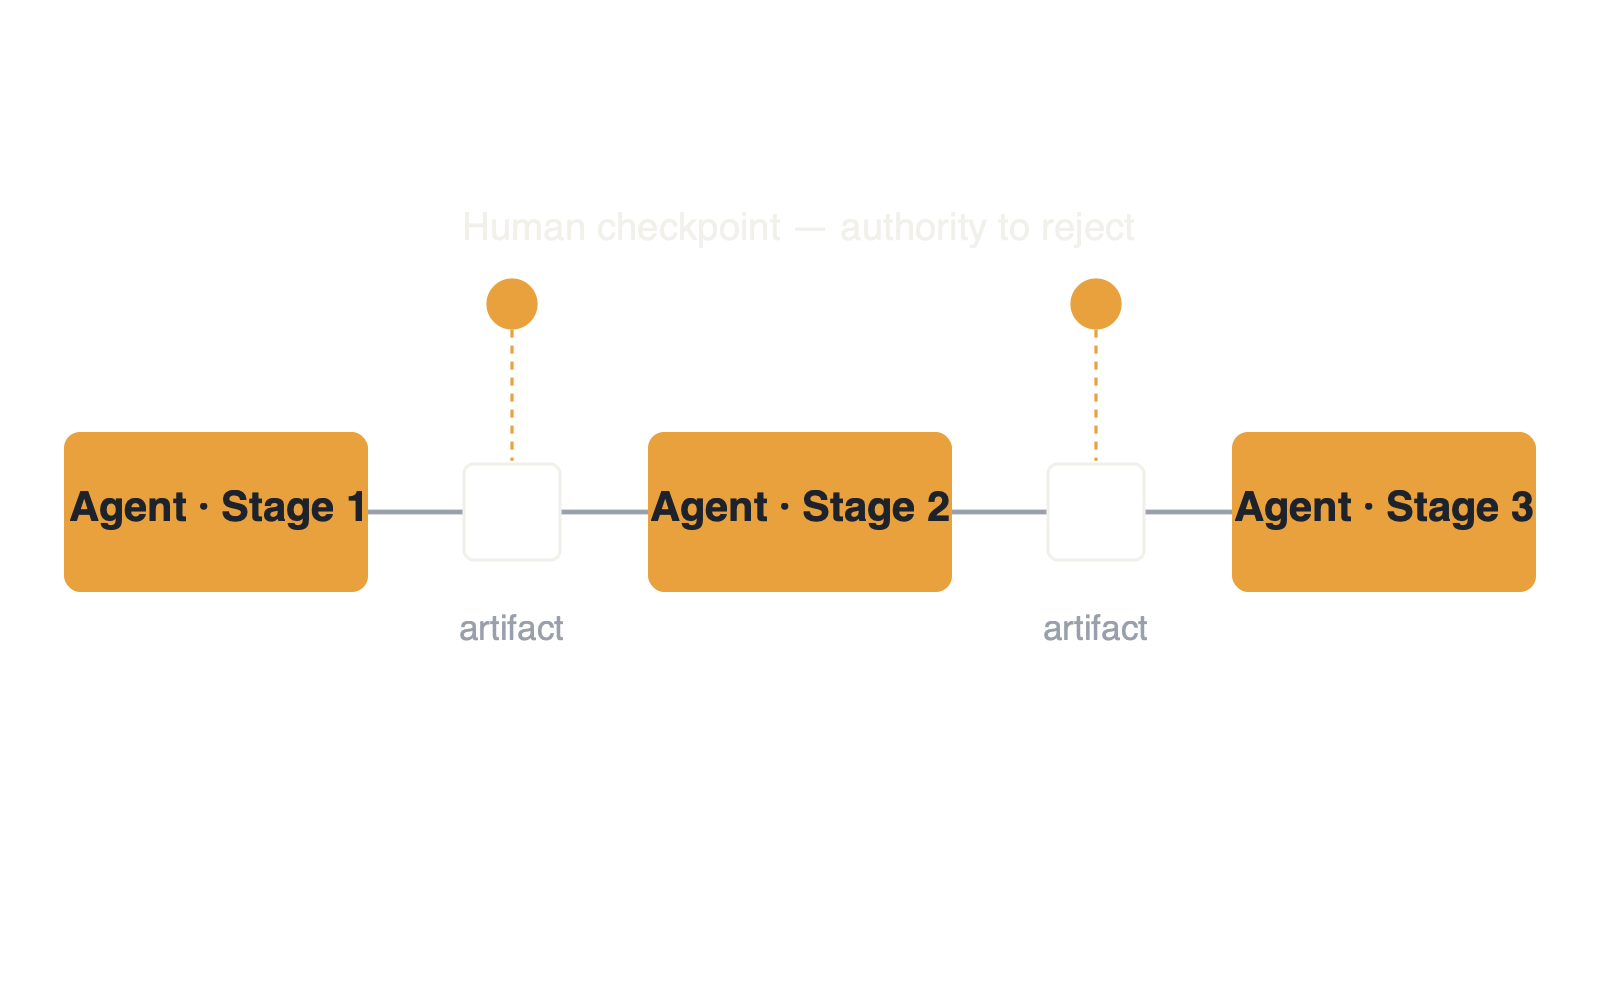 Human checkpoint — authority to reject
Agent · Stage 1
Agent · Stage 2
Agent · Stage 3
artifact
artifact